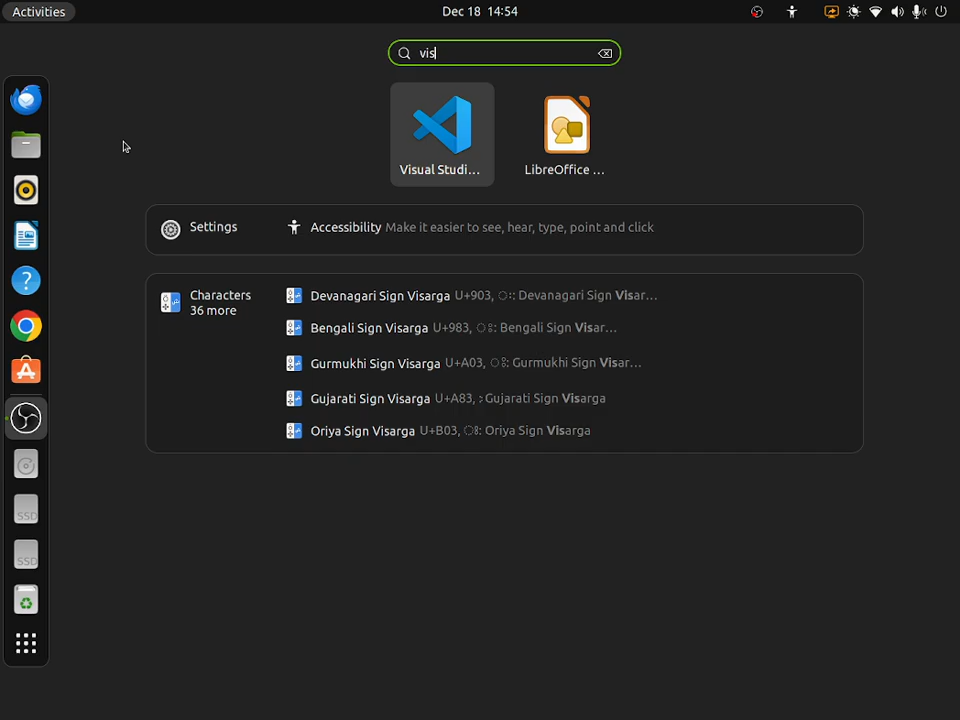 Activities
Dec 18 14:54
vis
Visual Studi...
LibreOffice ...
Settings
Accessibility Make it easier to see, hear, type, point and click
Characters
36 more
Devanagari Sign Visarga U+903, ः: Devanagari Sign Visar...
Bengali Sign Visarga U+983, ঃ: Bengali Sign Visar...
Gurmukhi Sign Visarga U+A03, ਃ: Gurmukhi Sign Visar...
Gujarati Sign Visarga U+A83, ઃ: Gujarati Sign Visarga
Oriya Sign Visarga U+B03, ଃ: Oriya Sign Visarga
SSD
SSD